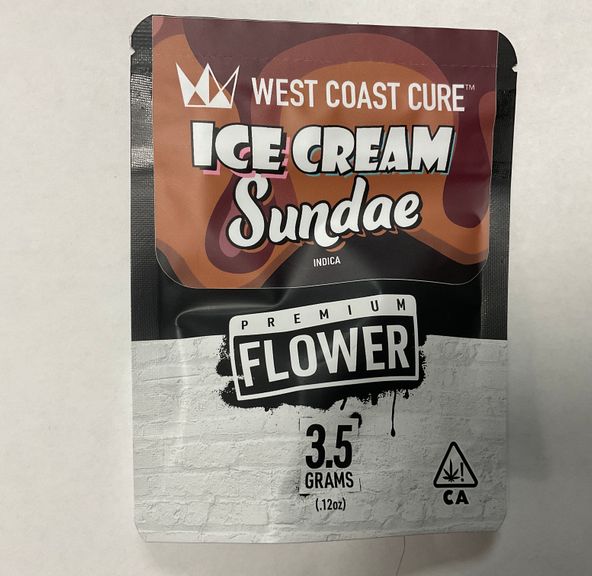 WEST COAST CURE™
ICE CREAM
Sundae
INDICA
PREMIUM
FLOWER
3.5
GRAMS
(.12oz)
!
CA